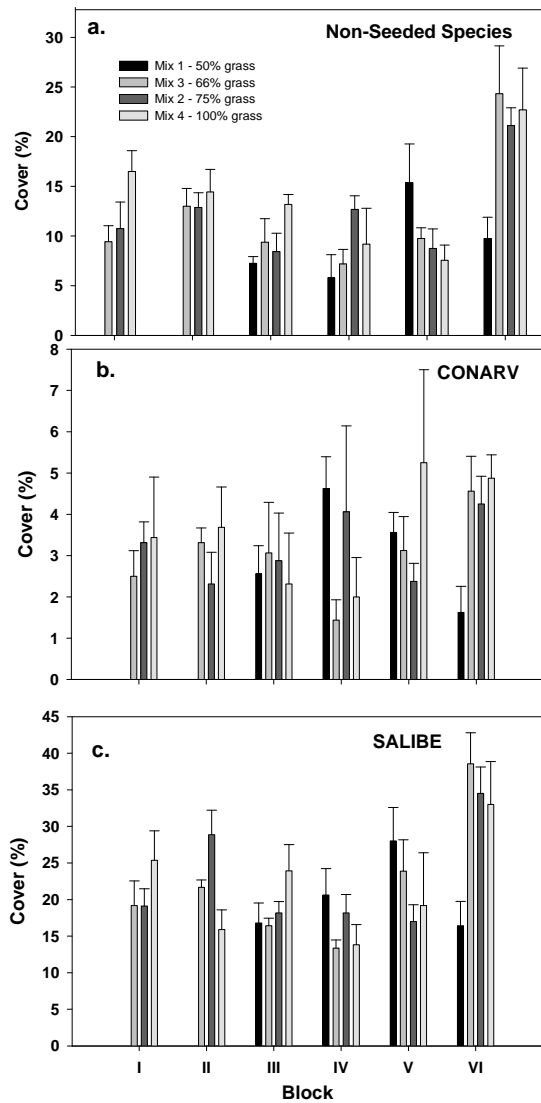 a.
Non-Seeded Species
Mix 1 - 50% grass
Mix 3 - 66% grass
Mix 2 - 75% grass
Mix 4 - 100% grass
Cover (%)
30
25
20
15
10
5
0
b.
CONARV
Cover (%)
8
7
6
5
4
3
2
1
0
c.
SALIBE
Cover (%)
45
40
35
30
25
20
15
10
5
0
I II III IV V VI
Block